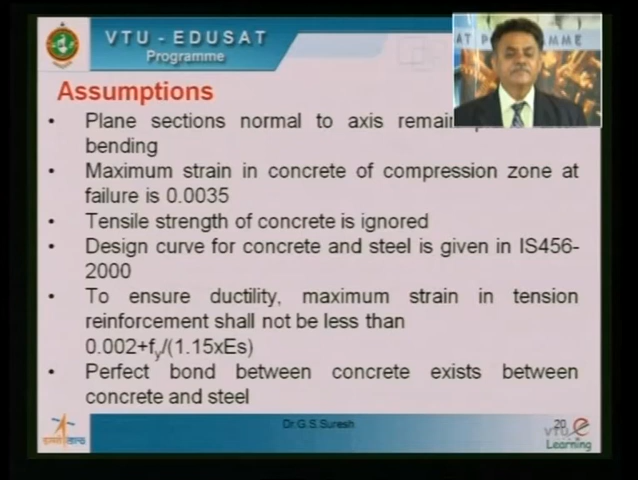 VTU - EDUSAT
Programme
AT P MME
Assumptions
• Plane sections normal to axis remain
bending
• Maximum strain in concrete of compression zone at
failure is 0.0035
• Tensile strength of concrete is ignored
• Design curve for concrete and steel is given in IS456-
2000
• To ensure ductility, maximum strain in tension
reinforcement shall not be less than
0.002+fy/(1.15xEs)
• Perfect bond between concrete exists between
concrete and steel
Dr.G.S.Suresh
20
VTU e
Learning